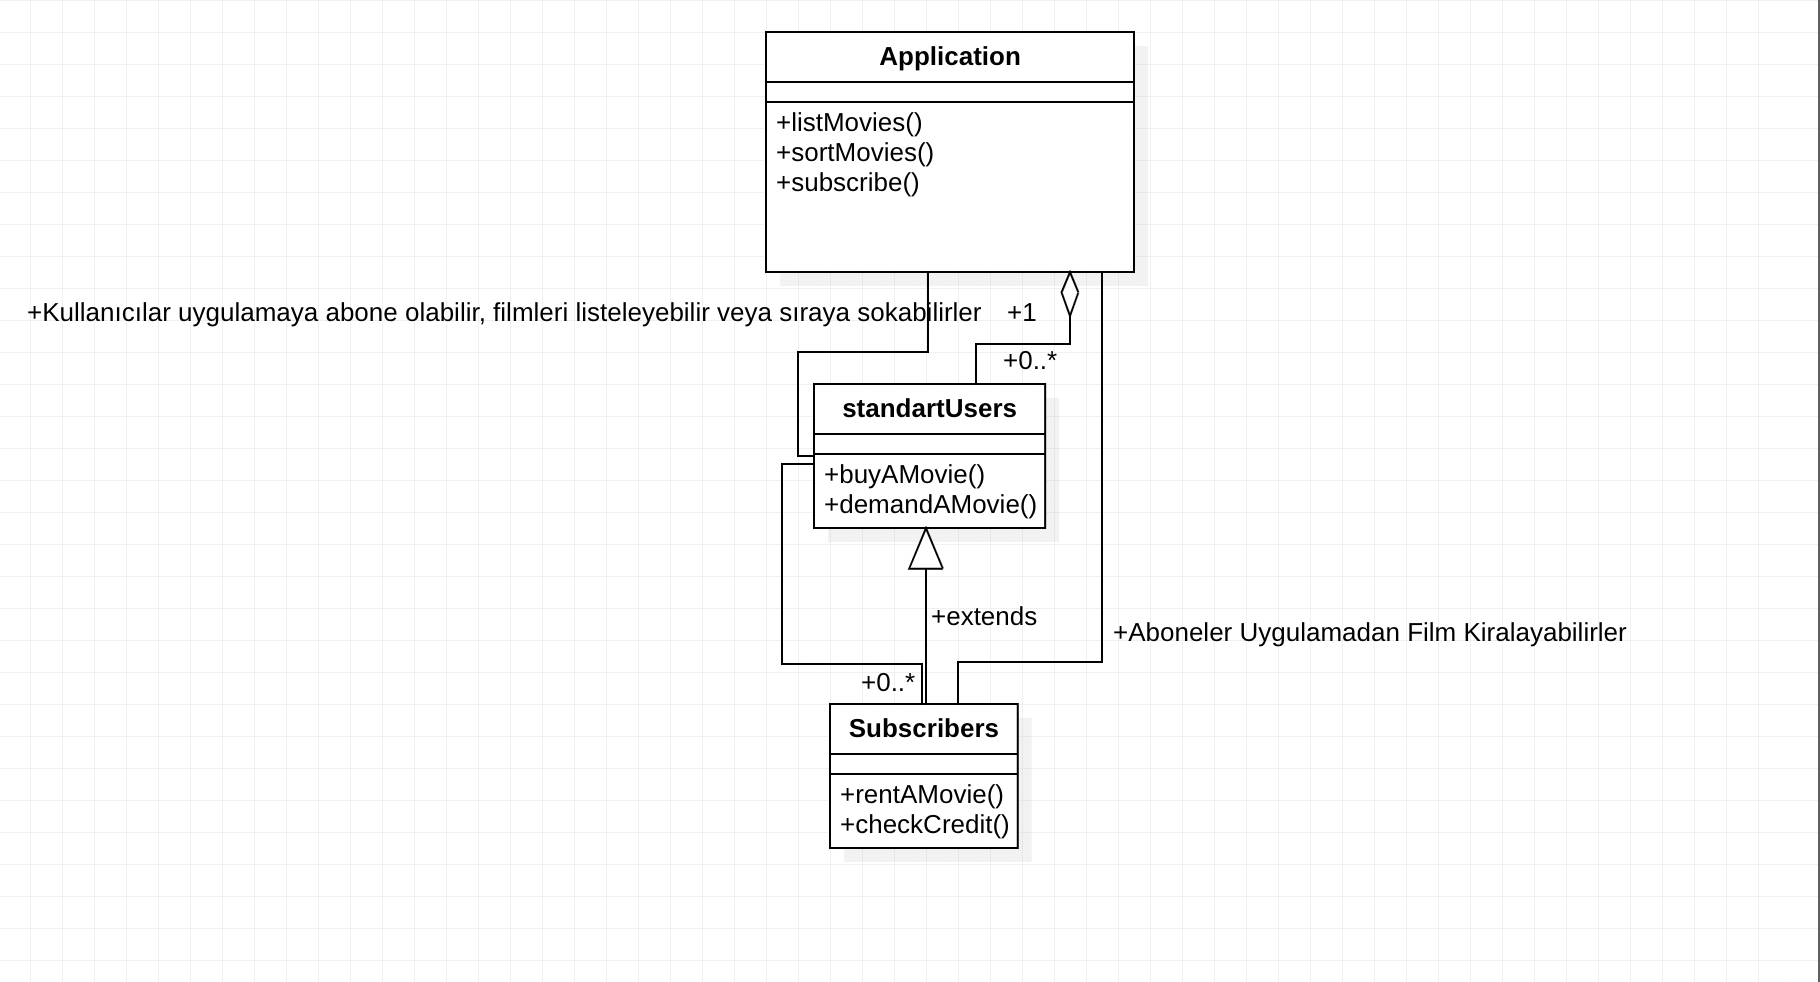 Application
+listMovies()
+sortMovies()
+subscribe()
+Kullanıcılar uygulamaya abone olabilir, filmleri listeleyebilir veya sıraya sokabilirler
+1
+0..*
standartUsers
+buyAMovie()
+demandAMovie()
+extends
+Aboneler Uygulamadan Film Kiralayabilirler
+0..*
Subscribers
+rentAMovie()
+checkCredit()